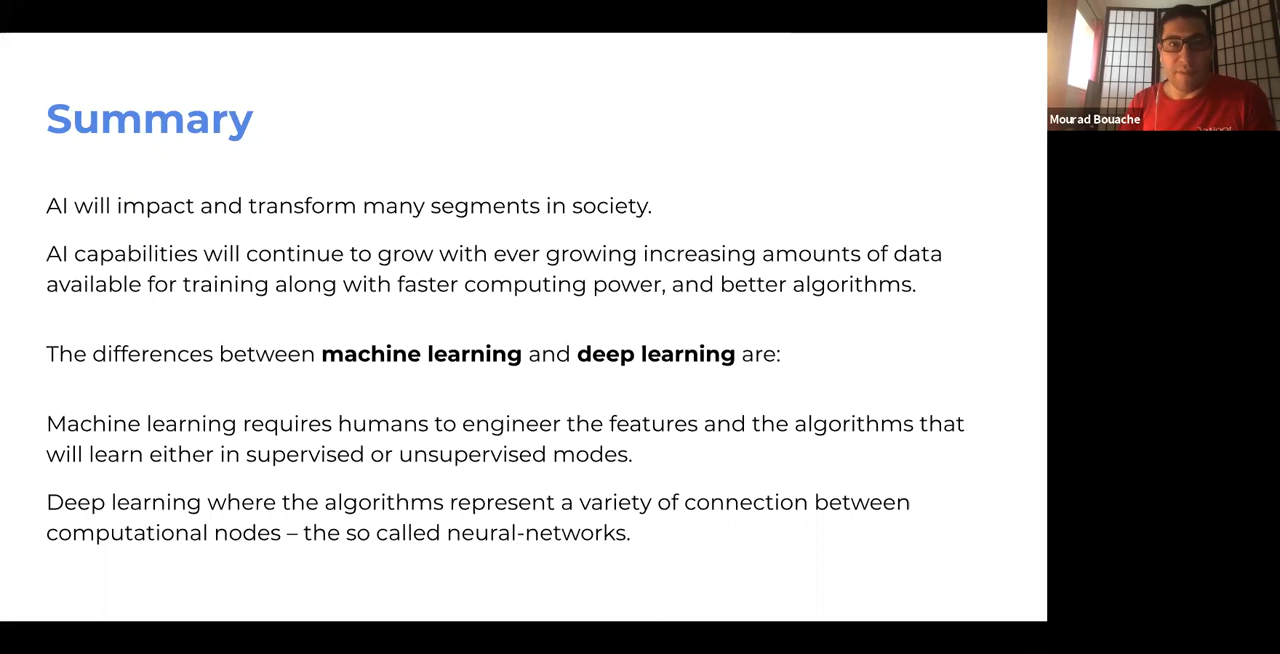 Summary
AI will impact and transform many segments in society.
AI capabilities will continue to grow with ever growing increasing amounts of data
available for training along with faster computing power, and better algorithms.
The differences between machine learning and deep learning are:
Machine learning requires humans to engineer the features and the algorithms that
will learn either in supervised or unsupervised modes.
Deep learning where the algorithms represent a variety of connection between
computational nodes – the so called neural-networks.
Mourad Bouache